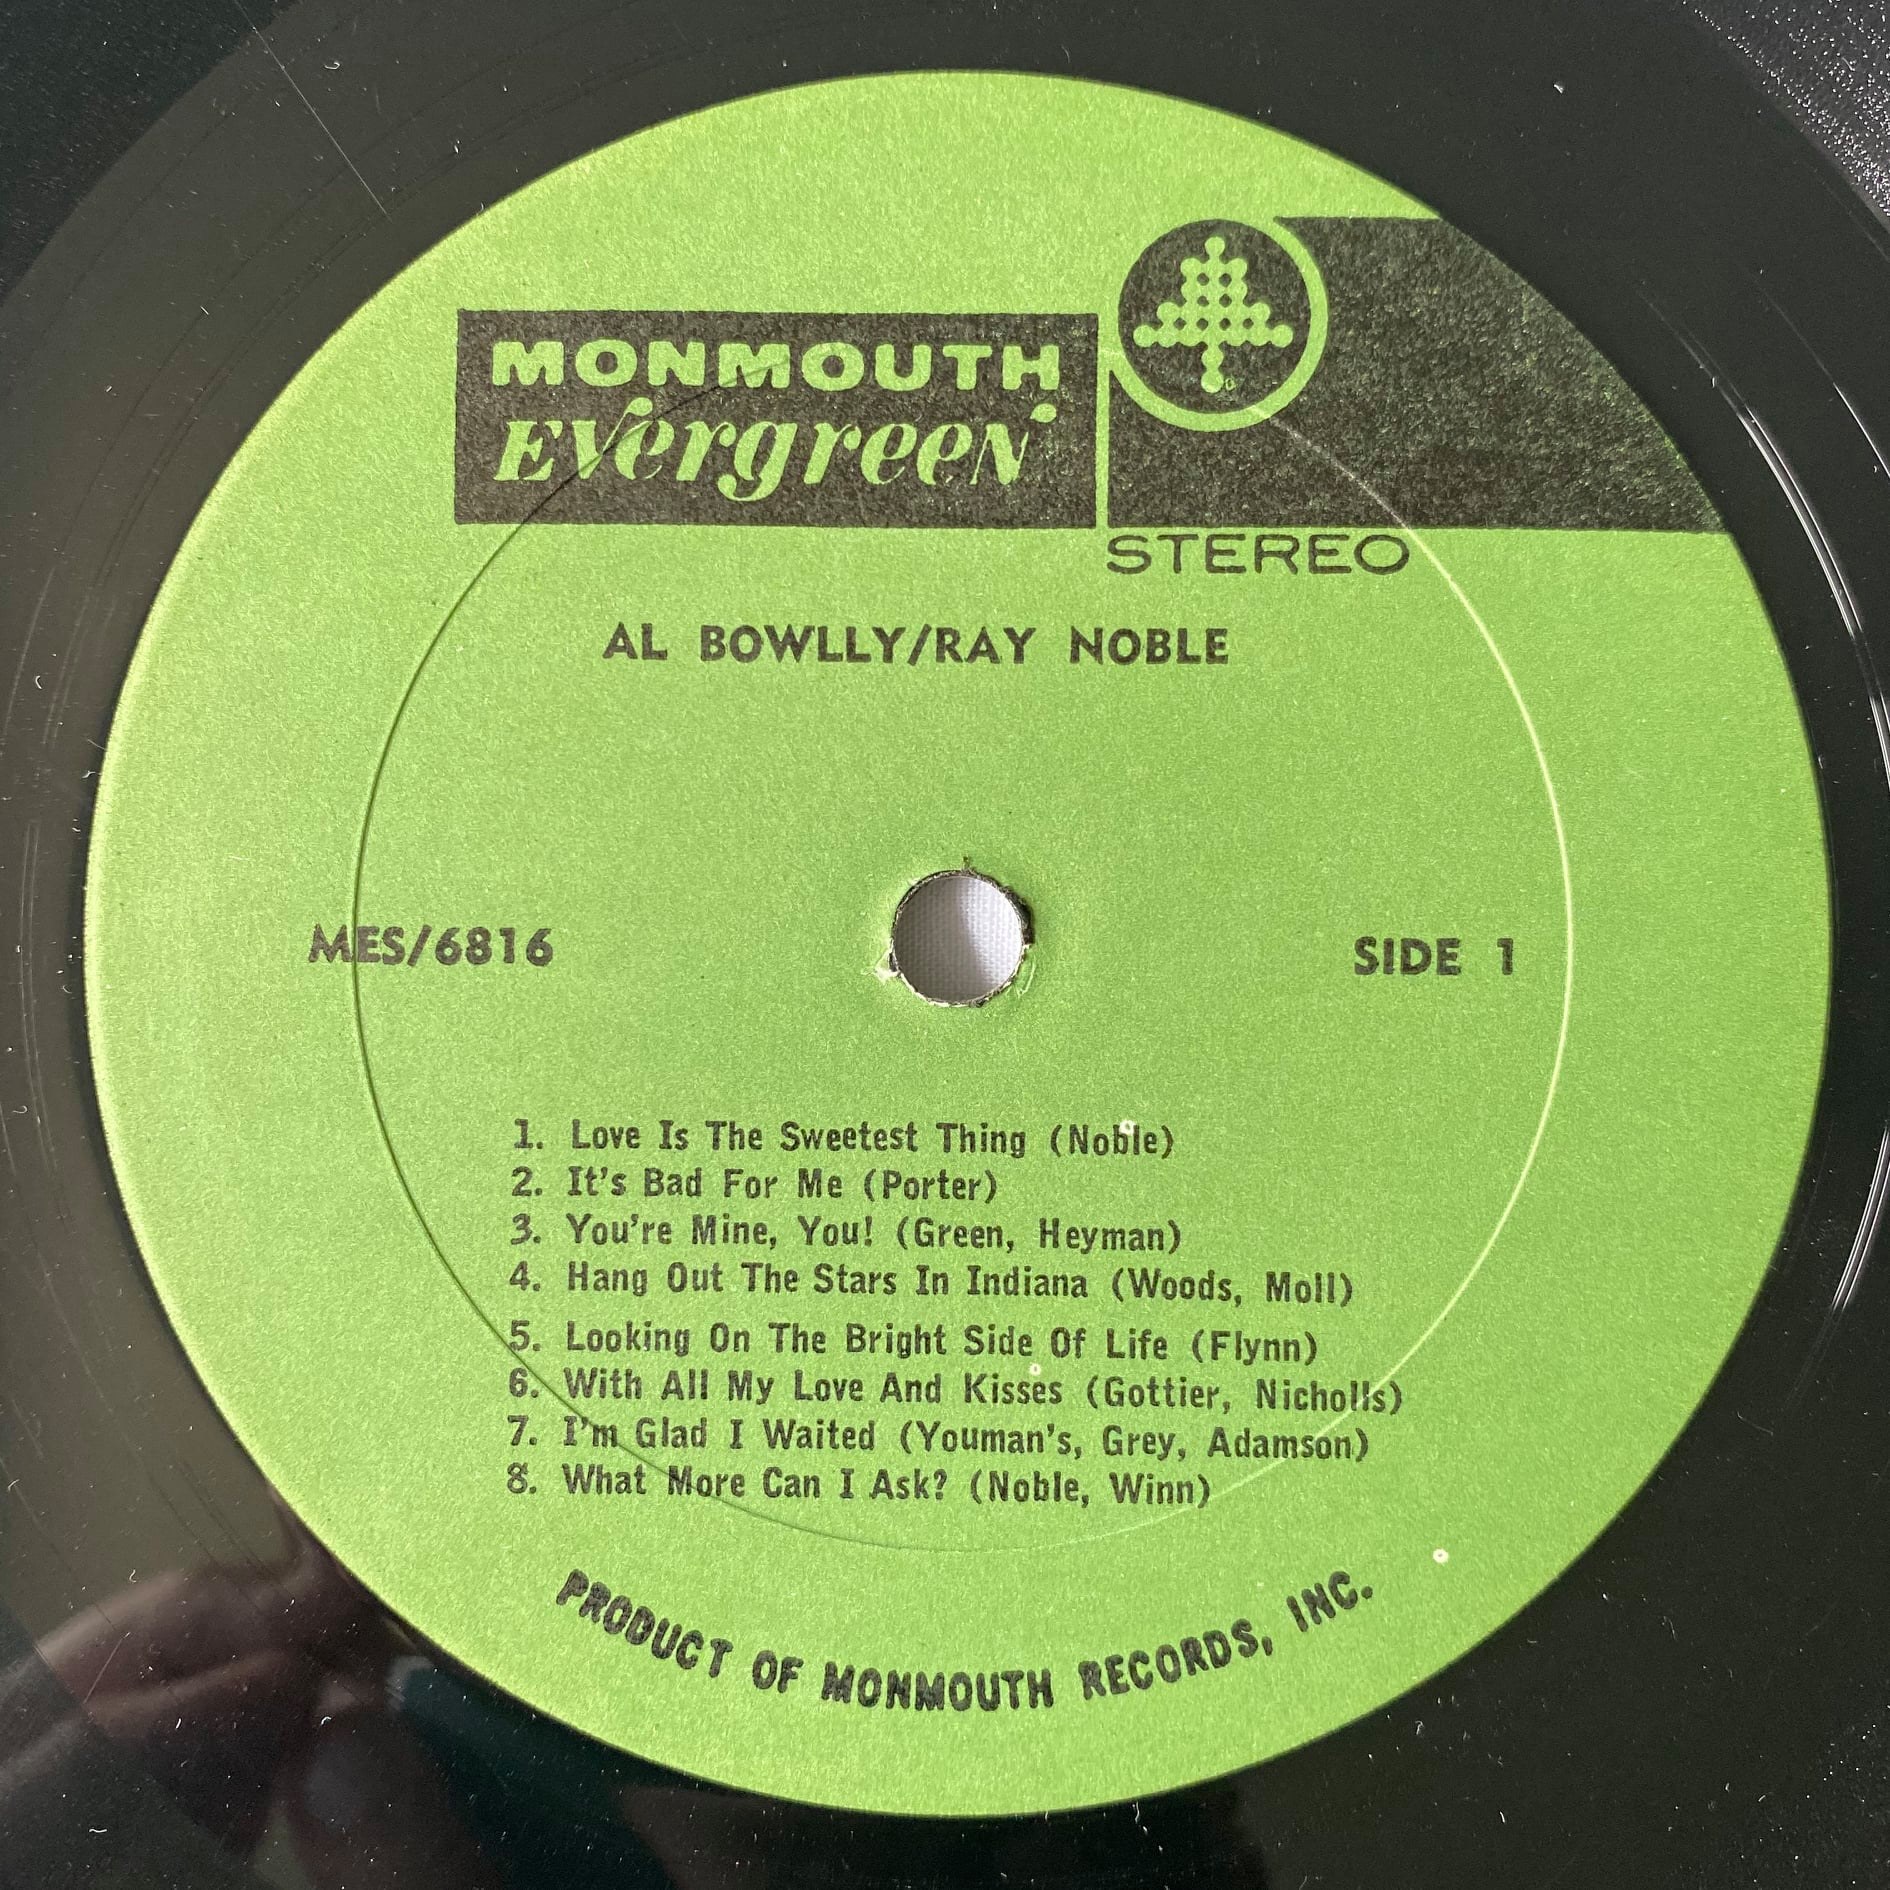 MONMOUTH
Evergreen
STEREO
AL BOWLLY/RAY NOBLE
MES/6816
SIDE 1
1. Love Is The Sweetest Thing (Noble)
2. It's Bad For Me (Porter)
3. You're Mine, You! (Green, Heyman)
4. Hang Out The Stars In Indiana (Woods, Moll)
5. Looking On The Bright Side Of Life (Flynn)
6. With All My Love And Kisses (Gottier, Nicholls)
7. I'm Glad I Waited (Youman's, Grey, Adamson)
8. What More Can I Ask? (Noble, Winn)
PRODUCT OF MONMOUTH RECORDS, INC.